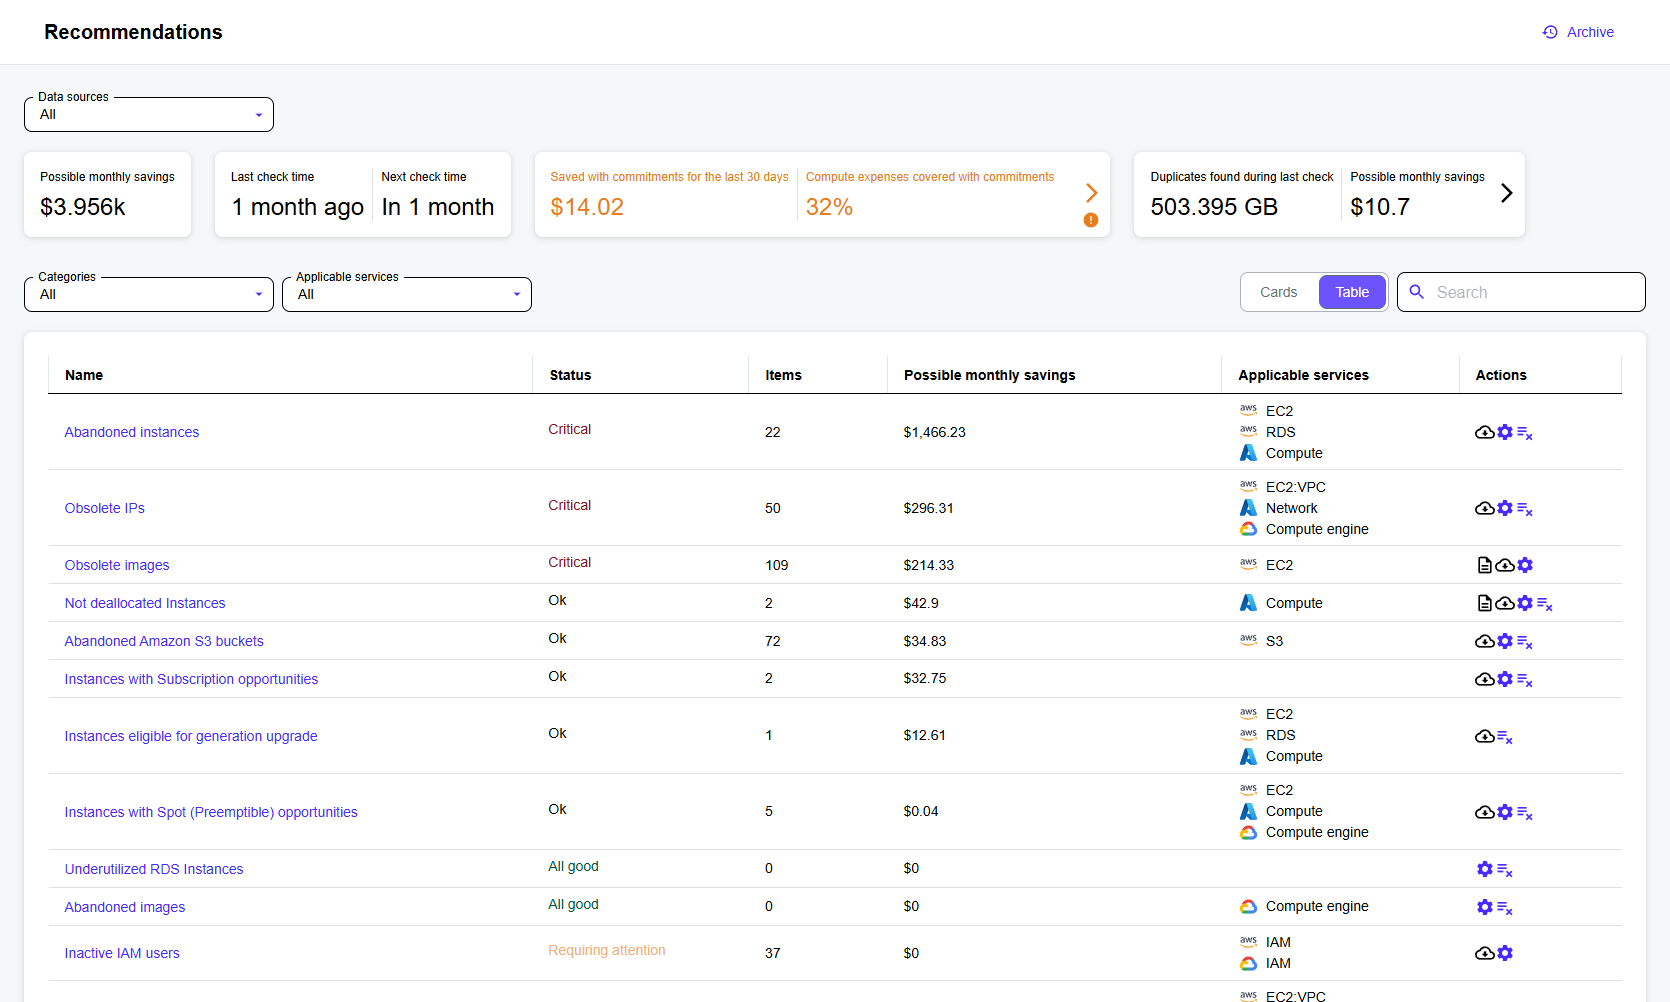 Recommendations
Archive
Data sources
All
Possible monthly savings
$3.956k
Last check time
1 month ago
Next check time
In 1 month
Saved with commitments for the last 30 days
$14.02
Compute expenses covered with commitments
32%
Duplicates found during last check
503.395 GB
Possible monthly savings
$10.7
Categories
All
Applicable services
All
Cards
Table
Search
Name Status Items Possible monthly savings Applicable services Actions
Abandoned instances Critical 22 $1,466.23
aws EC2
aws RDS
Compute
Obsolete IPs Critical 50 $296.31
aws EC2:VPC
Network
Compute engine
Obsolete images Critical 109 $214.33 aws EC2
Not deallocated Instances Ok 2 $42.9 Compute
Abandoned Amazon S3 buckets Ok 72 $34.83 aws S3
Instances with Subscription opportunities Ok 2 $32.75
Instances eligible for generation upgrade Ok 1 $12.61
aws EC2
aws RDS
Compute
Instances with Spot (Preemptible) opportunities Ok 5 $0.04
aws EC2
Compute
Compute engine
Underutilized RDS Instances All good 0 $0
Abandoned images All good 0 $0 Compute engine
Inactive IAM users Requiring attention 37 $0
aws IAM
IAM
aws EC2:VPC